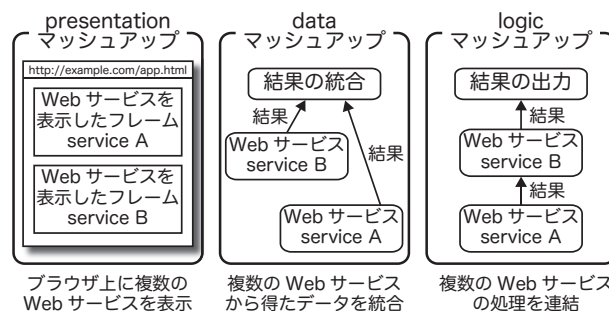 presentation
マッシュアップ
http://example.com/app.html
Web サービスを
表示したフレーム
service A
Web サービスを
表示したフレーム
service B
ブラウザ上に複数の
Web サービスを表示
data
マッシュアップ
結果の統合
結果
Web サービス
service B
結果
Web サービス
service A
複数の Web サービス
から得たデータを統合
logic
マッシュアップ
結果の出力
結果
Web サービス
service B
結果
Web サービス
service A
複数の Web サービス
の処理を連結